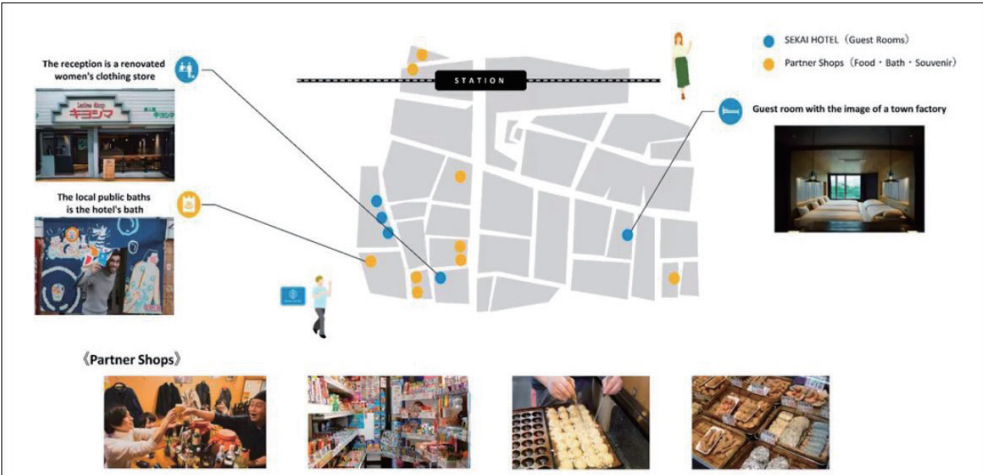 The reception is a renovated
women's clothing store
キヨシマ
The local public baths
is the hotel's bath
STATION
SEKAI HOTEL（Guest Rooms）
Partner Shops（Food・Bath・Souvenir）
Guest room with the image of a town factory
《Partner Shops》